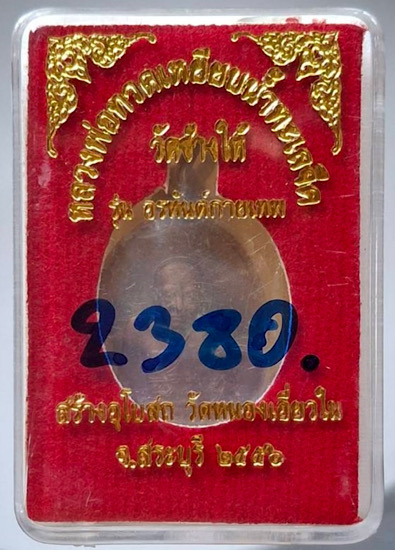 หลวงพ่อทวดเหยียบน้ำทะเลจืด
วัดช้างให้
รุ่น อรหันต์กายเทพ
2380.
สร้างอุโบสถ วัดหนองเอี่ยวใม
จ.สระบุรี ๒๕๕๖